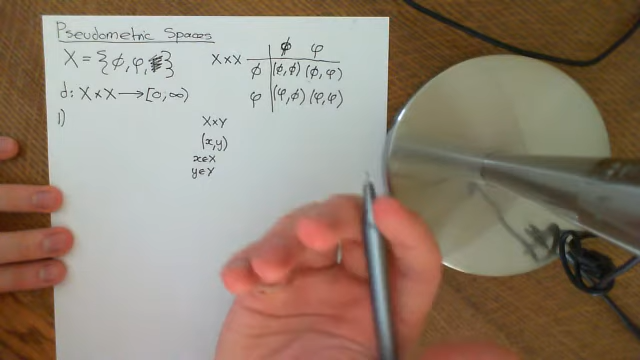 Pseudometric Spaces
X = {ϕ, φ, }
X×X ϕ φ
ϕ (ϕ,ϕ) (ϕ,φ)
φ (φ,ϕ) (φ,φ)
d: X×X → [0,∞)
1)
X×Y
(x,y)
x∈X
y∈Y